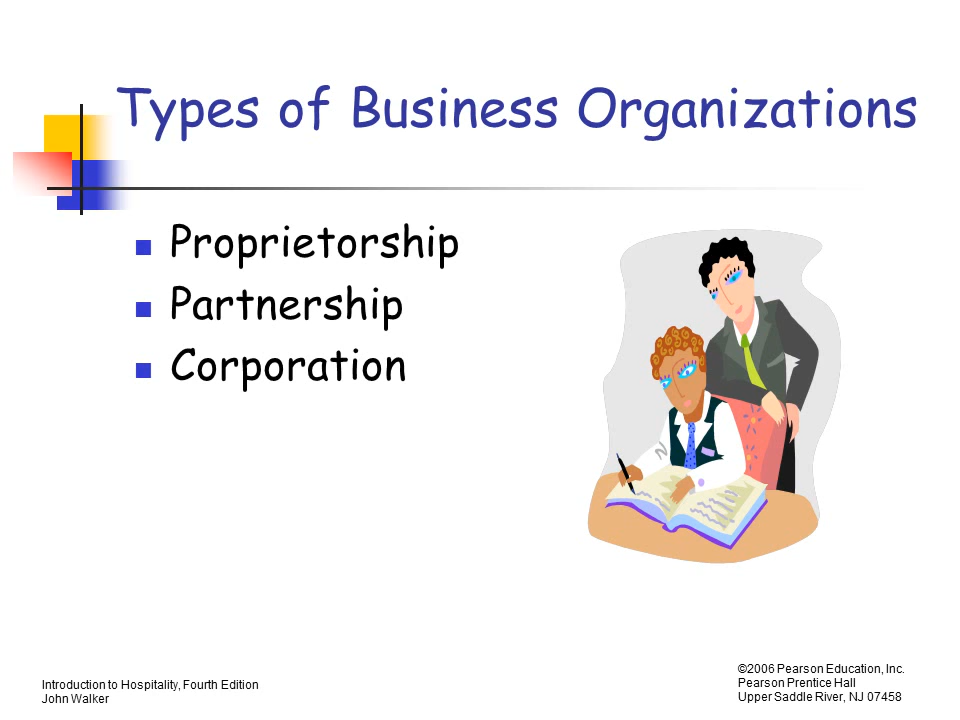 Types of Business Organizations
Proprietorship
Partnership
Corporation
Introduction to Hospitality, Fourth Edition
John Walker
©2006 Pearson Education, Inc.
Pearson Prentice Hall
Upper Saddle River, NJ 07458